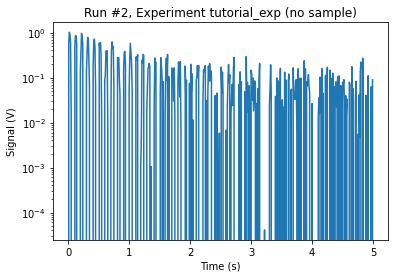 Run #2, Experiment tutorial_exp (no sample)
Signal (V)
10⁰
10⁻¹
10⁻²
10⁻³
10⁻⁴
0 1 2 3 4 5
Time (s)